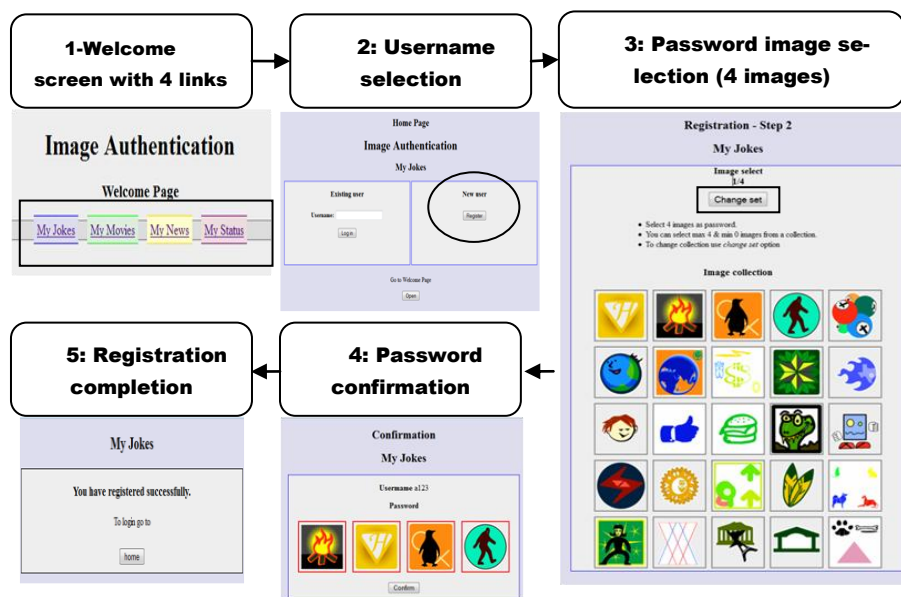 1-Welcome
screen with 4 links
2: Username
selection
3: Password image se-
lection (4 images)
Image Authentication
Welcome Page
My Jokes My Movies My News My Status
Home Page
Image Authentication
My Jokes
Existing user
Username:
Log in
New user
Register
Go to Welcome Page
Open
Registration - Step 2
My Jokes
Image select
1/4
Change set
• Select 4 images as password.
• You can select max 4 & min 0 images from a collection.
• To change collection use change set option
Image collection
4: Password
confirmation
Confirmation
My Jokes
Username a123
Password
Confirm
5: Registration
completion
My Jokes
You have registered successfully.
To login go to
home